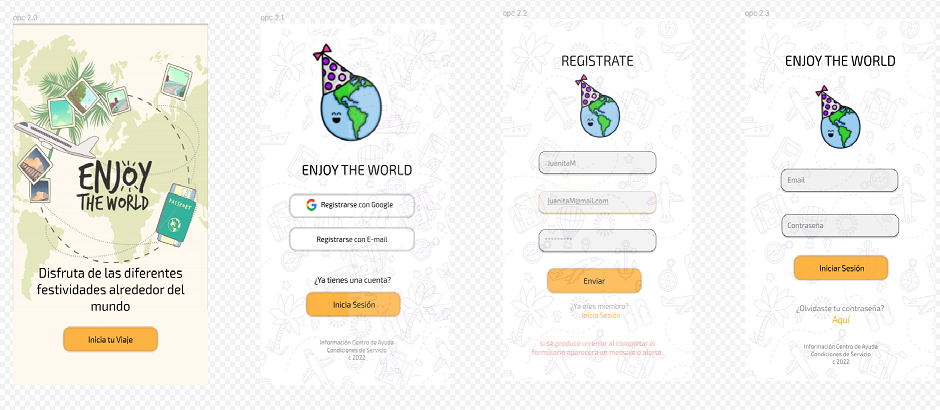 opc 2.0
ENJOY
THE WORLD
PASSPORT
Disfruta de las diferentes
festividades alrededor del
mundo
Inicia tu Viaje
opc 2.1
ENJOY THE WORLD
Registrarse con Google
Registrarse con E-mail
¿Ya tienes una cuenta?
Inicia Sesión
Información Centro de Ayuda
Condiciones de Servicio
c 2022
opc 2.2
REGISTRATE
JuanitaM
JuanitaM@mail.com
*********
Enviar
¿Ya eres miembro?
Inicia Sesión
si se produce un error al completar el
formulario aparecera un mensaje o alerta.
opc 2.3
ENJOY THE WORLD
Email
Contraseña
Iniciar Sesión
¿Olvidaste tu contraseña?
Aquí
Información Centro de Ayuda
Condiciones de Servicio
c 2022